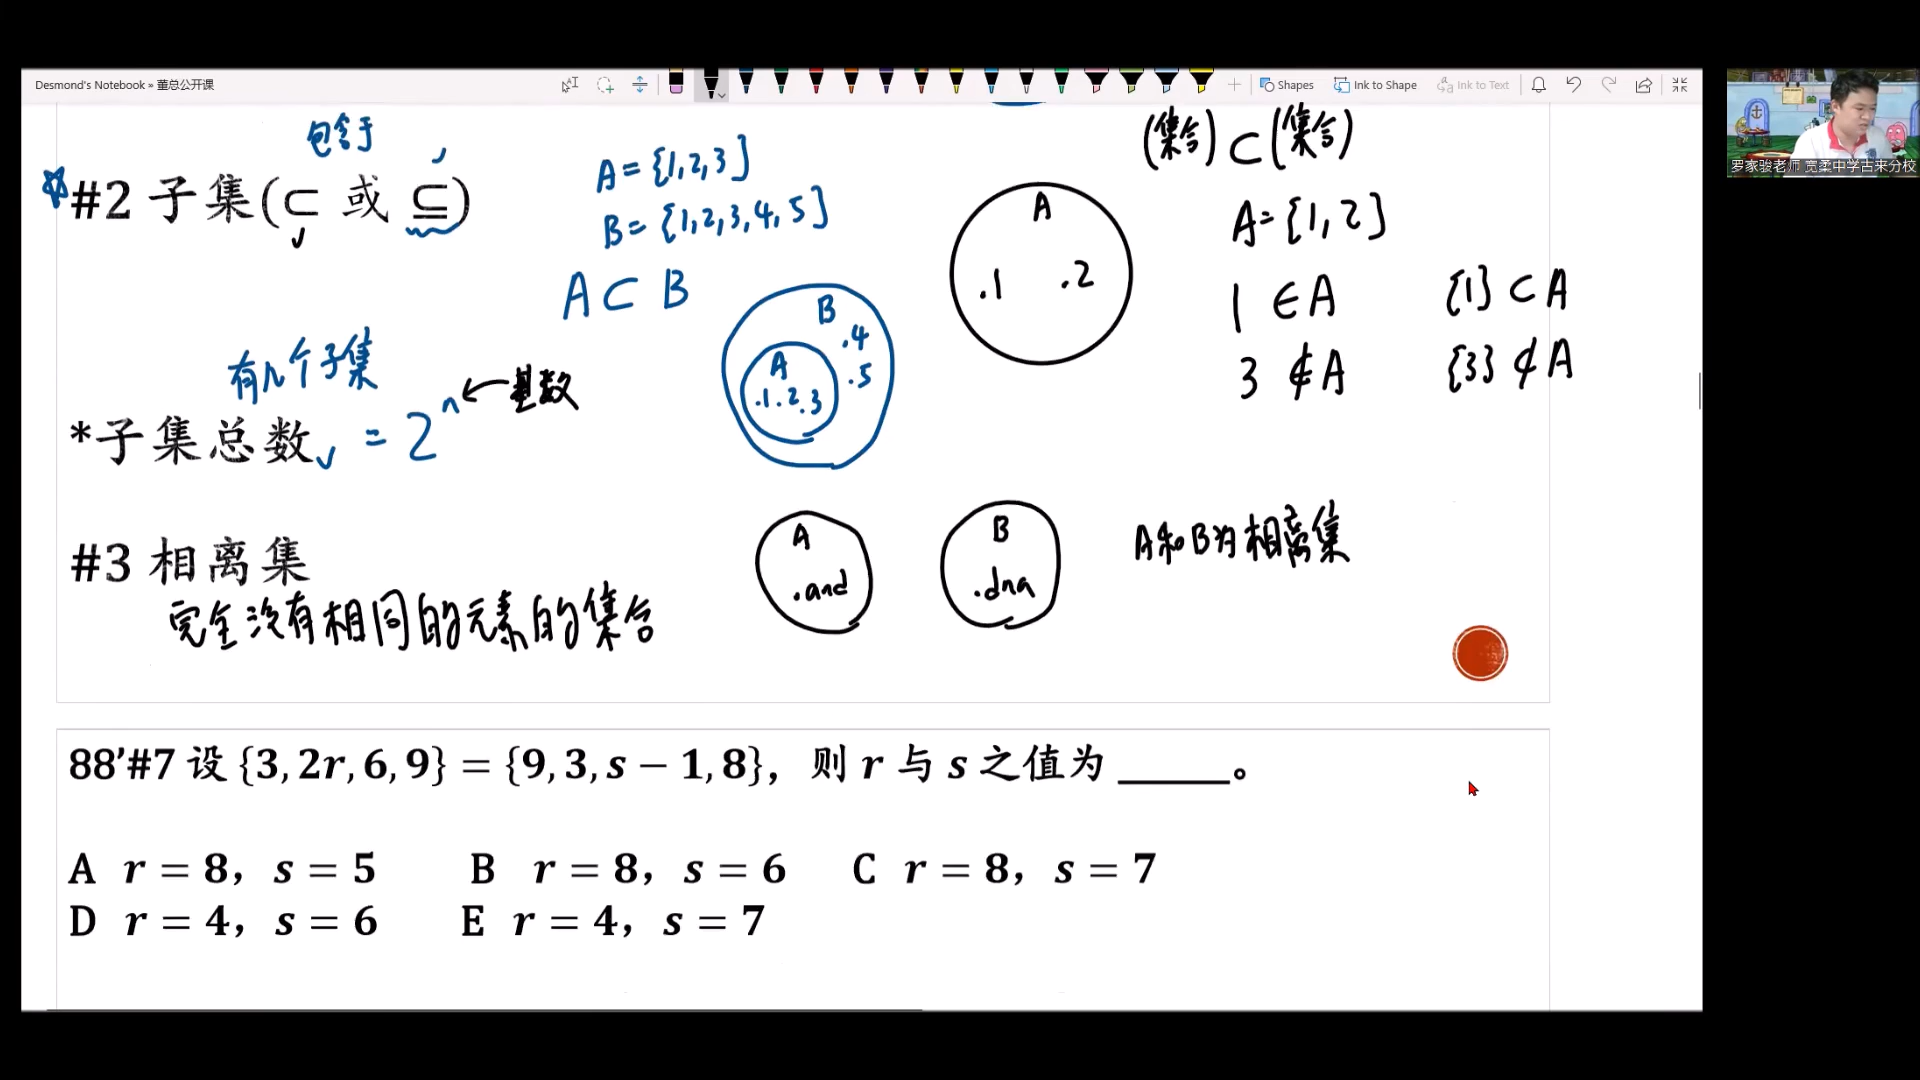 Desmond's Notebook » 董总公开课
Shapes
Ink to Shape
Ink to Text
罗家骏老师 宽柔中学古来分校
包含于
#2 子集(⊂ 或 ⊆)
A={1,2,3}
B={1,2,3,4,5}
A⊂B
B
.4
.5
A
.1.2.3
(集合)⊂(集合)
A
.1 .2
A={1,2}
1 ∈A {1}⊂A
3 ∉A {3}⊄A
有几个子集
*子集总数 = 2ⁿ ← 基数
#3 相离集
完全没有相同的元素的集合
A
.and
B
.dna
A和B为相离集
88’#7 设 {3, 2r, 6, 9} = {9, 3, s − 1, 8}，则 r 与 s 之值为 _____。
A r = 8，s = 5 B r = 8，s = 6 C r = 8，s = 7
D r = 4，s = 6 E r = 4，s = 7